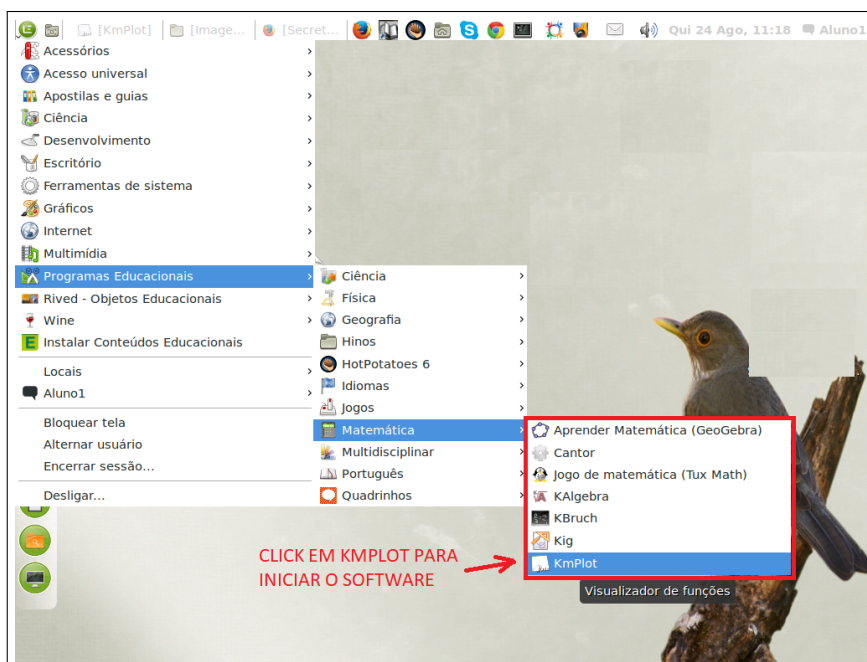 [KmPlot]
[Image...
[Secret...
Qui 24 Ago, 11:18
Aluno1
Acessórios
Acesso universal
Apostilas e guias
Ciência
Desenvolvimento
Escritório
Ferramentas de sistema
Gráficos
Internet
Multimídia
Programas Educacionais
Rived - Objetos Educacionais
Wine
Instalar Conteúdos Educacionais
Locais
Aluno1
Bloquear tela
Alternar usuário
Encerrar sessão...
Desligar...
Ciência
Física
Geografia
Hinos
HotPotatoes 6
Idiomas
Jogos
Matemática
Multidisciplinar
Português
Quadrinhos
Aprender Matemática (GeoGebra)
Cantor
Jogo de matemática (Tux Math)
KAlgebra
KBruch
Kig
KmPlot
Visualizador de funções
CLICK EM KMPLOT PARA
INICIAR O SOFTWARE